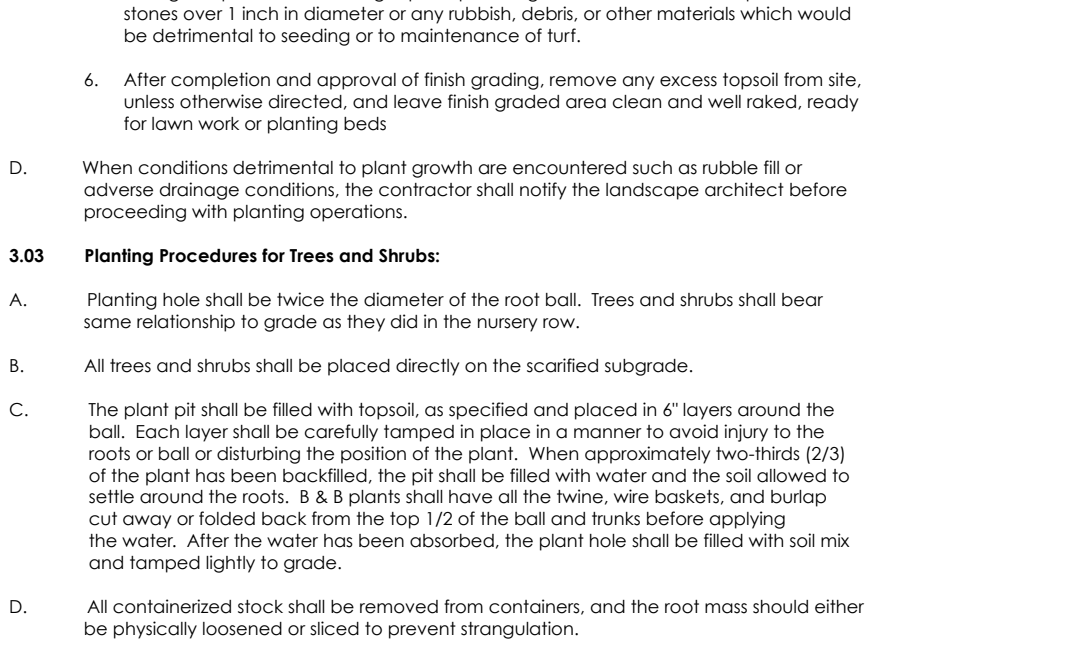 stones over 1 inch in diameter or any rubbish, debris, or other materials which would
be detrimental to seeding or to maintenance of turf.
6. After completion and approval of finish grading, remove any excess topsoil from site,
unless otherwise directed, and leave finish graded area clean and well raked, ready
for lawn work or planting beds
D. When conditions detrimental to plant growth are encountered such as rubble fill or
adverse drainage conditions, the contractor shall notify the landscape architect before
proceeding with planting operations.
3.03 Planting Procedures for Trees and Shrubs:
A. Planting hole shall be twice the diameter of the root ball. Trees and shrubs shall bear
same relationship to grade as they did in the nursery row.
B. All trees and shrubs shall be placed directly on the scarified subgrade.
C. The plant pit shall be filled with topsoil, as specified and placed in 6" layers around the
ball. Each layer shall be carefully tamped in place in a manner to avoid injury to the
roots or ball or disturbing the position of the plant. When approximately two-thirds (2/3)
of the plant has been backfilled, the pit shall be filled with water and the soil allowed to
settle around the roots. B & B plants shall have all the twine, wire baskets, and burlap
cut away or folded back from the top 1/2 of the ball and trunks before applying
the water. After the water has been absorbed, the plant hole shall be filled with soil mix
and tamped lightly to grade.
D. All containerized stock shall be removed from containers, and the root mass should either
be physically loosened or sliced to prevent strangulation.